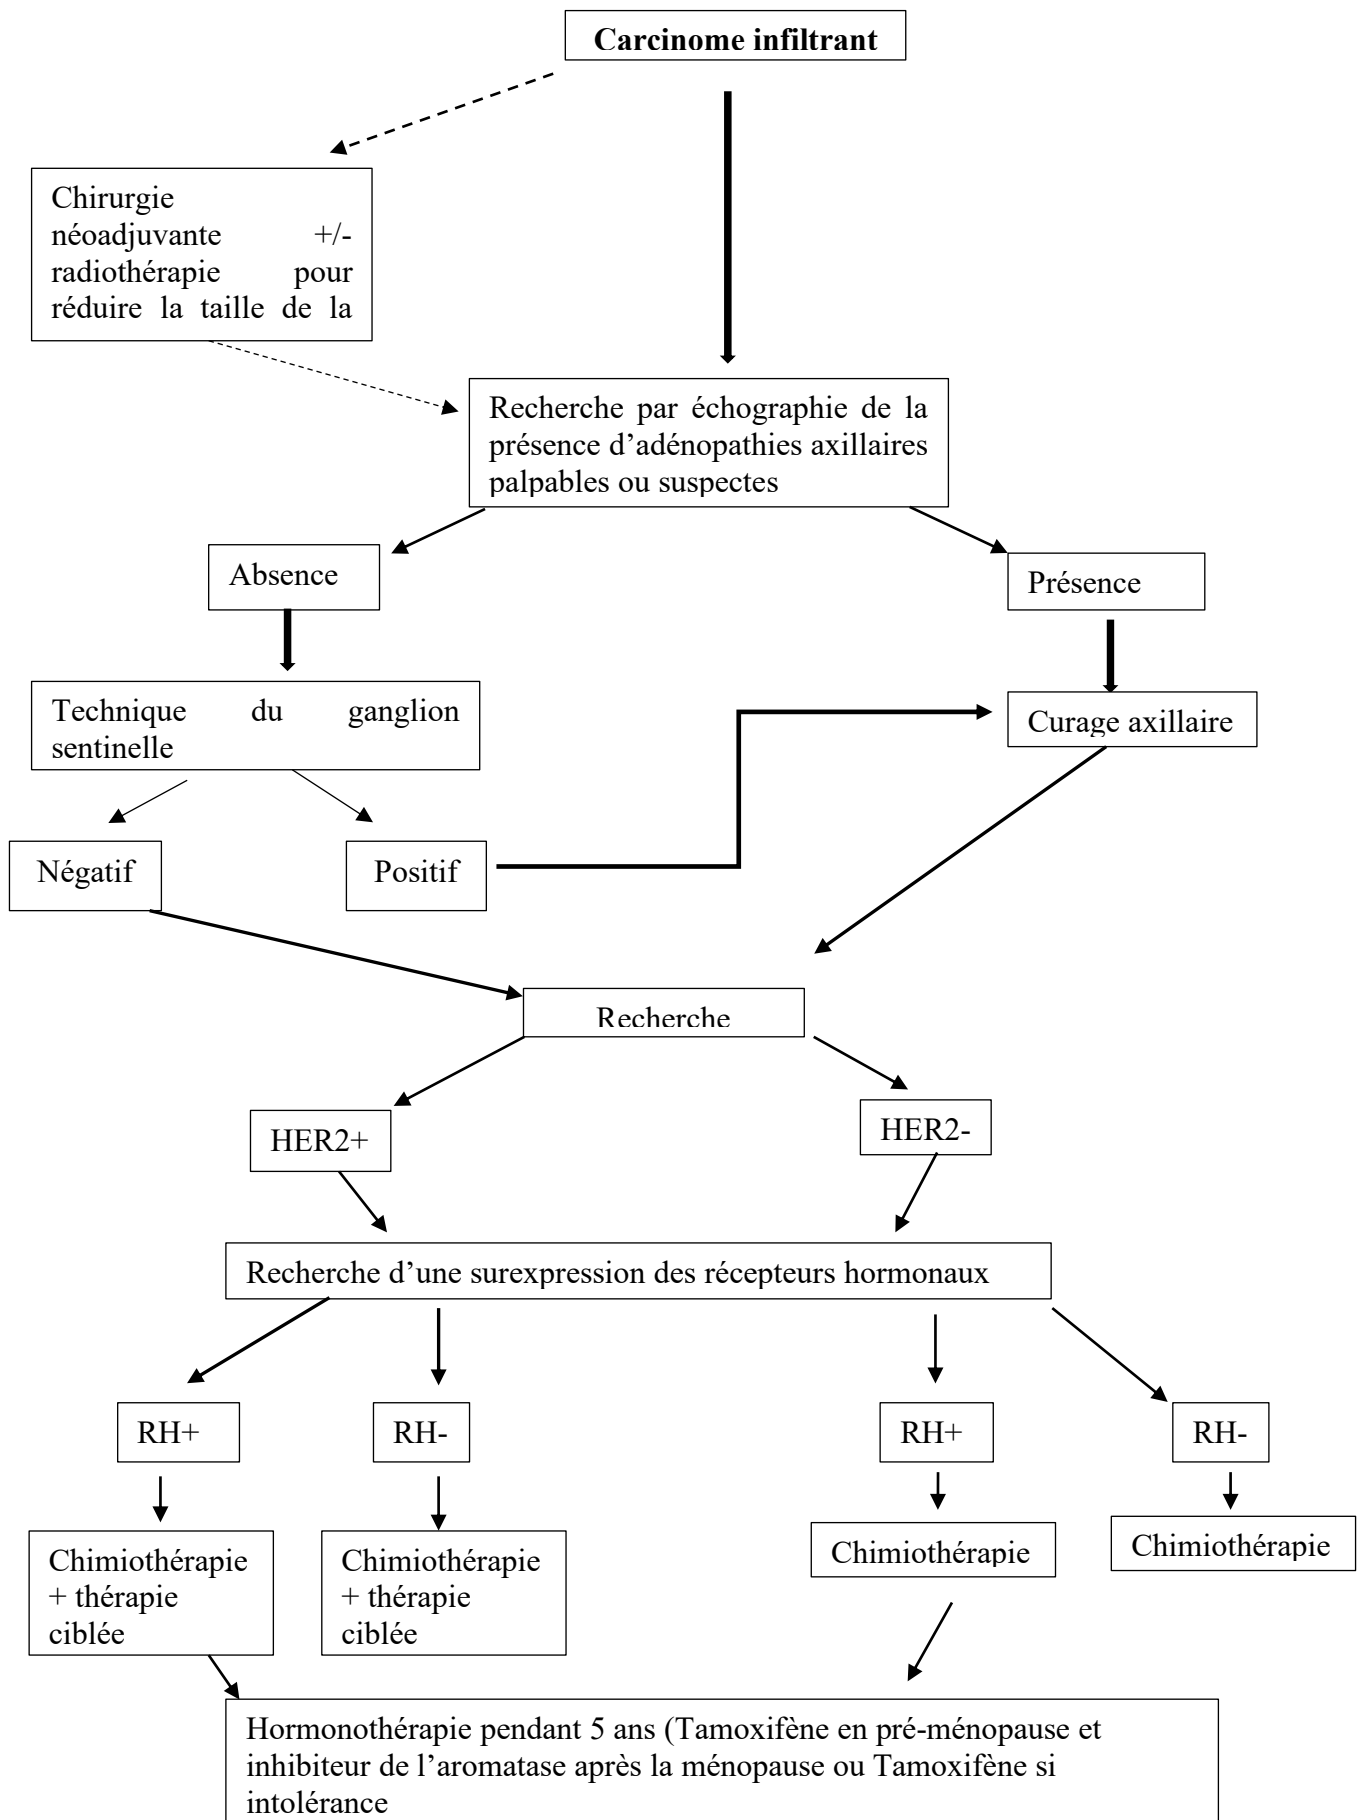 Carcinome infiltrant
Chirurgie
néoadjuvante +/-
radiothérapie pour
réduire la taille de la
Recherche par échographie de la
présence d’adénopathies axillaires
palpables ou suspectes
Absence
Présence
Technique du ganglion
sentinelle
Curage axillaire
Négatif
Positif
Recherche
HER2+
HER2-
Recherche d’une surexpression des récepteurs hormonaux
RH+
RH-
RH+
RH-
Chimiothérapie
+ thérapie
ciblée
Chimiothérapie
+ thérapie
ciblée
Chimiothérapie
Chimiothérapie
Hormonothérapie pendant 5 ans (Tamoxifène en pré-ménopause et
inhibiteur de l’aromatase après la ménopause ou Tamoxifène si
intolérance